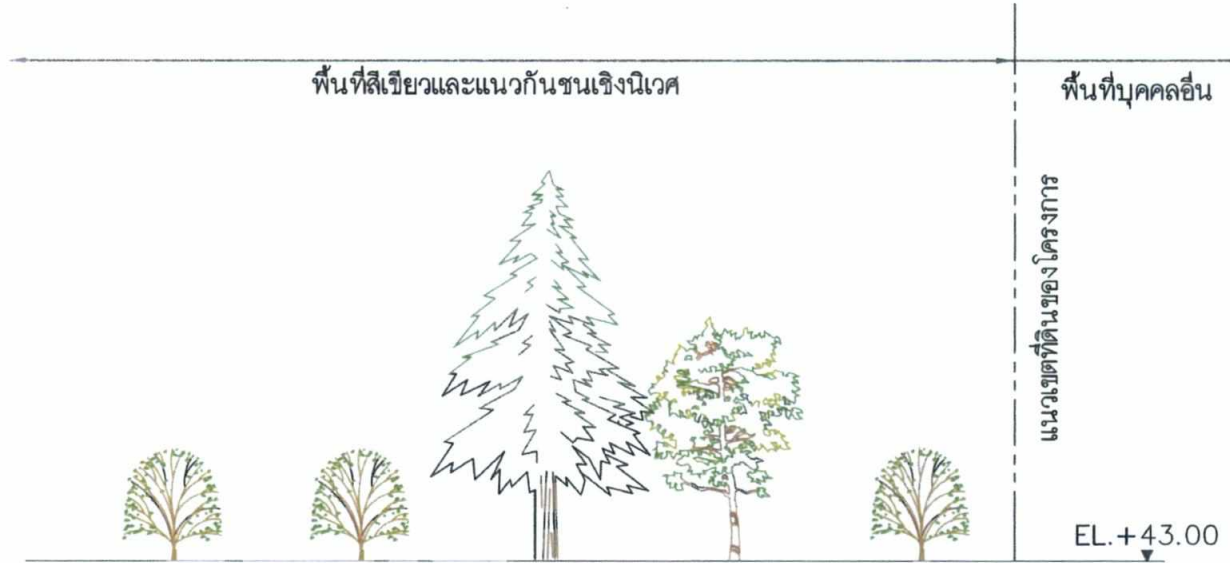 พื้นที่สีเขียวและแนวกันชนเชิงนิเวศ
พื้นที่บุคคลอื่น
แนวเขตที่ดินของโครงการ
EL.+43.00